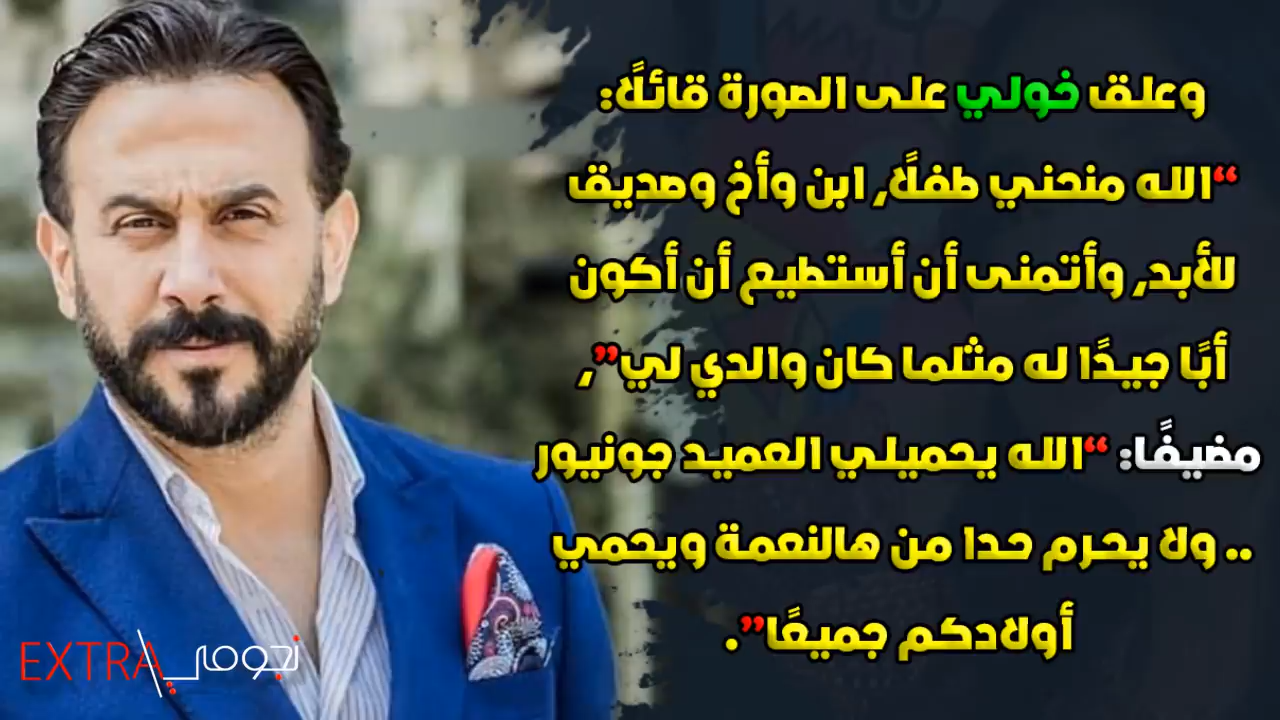 وعلق خولي على الصورة قائلًا:
“الله منحني طفلًا, ابن وأخ وصديق
للأبد, وأتمنى أن أستطيع أن أكون
أبًا جيدًا له مثلما كان والدي لي”,
مضيفًا: “الله يحميلي العميد جونيور
.. ولا يحرم حدا من هالنعمة ويحمي
أولادكم جميعًا”.
EXTRA نجومي